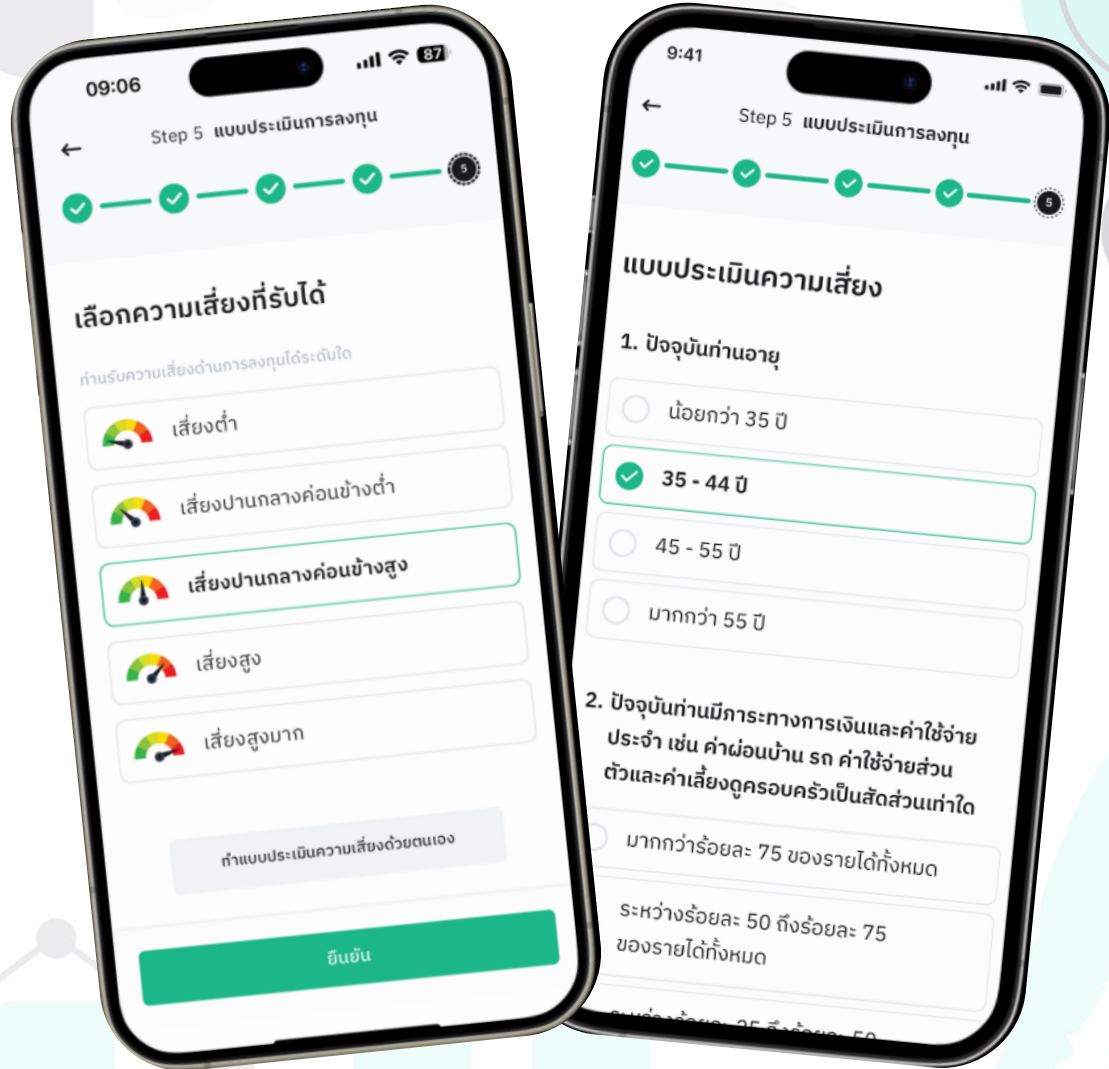 09:06
87
Step 5 แบบประเมินการลงทุน
5
เลือกความเสี่ยงที่รับได้
ท่านรับความเสี่ยงด้านการลงทุนได้ระดับใด
เสี่ยงต่ำ
เสี่ยงปานกลางค่อนข้างต่ำ
เสี่ยงปานกลางค่อนข้างสูง
เสี่ยงสูง
เสี่ยงสูงมาก
ทำแบบประเมินความเสี่ยงด้วยตนเอง
ยืนยัน
9:41
Step 5 แบบประเมินการลงทุน
5
แบบประเมินความเสี่ยง
1. ปัจจุบันท่านอายุ
น้อยกว่า 35 ปี
35 - 44 ปี
45 - 55 ปี
มากกว่า 55 ปี
2. ปัจจุบันท่านมีภาระทางการเงินและค่าใช้จ่าย
ประจำ เช่น ค่าผ่อนบ้าน รถ ค่าใช้จ่ายส่วน
ตัวและค่าเลี้ยงดูครอบครัวเป็นสัดส่วนเท่าใด
มากกว่าร้อยละ 75 ของรายได้ทั้งหมด
ระหว่างร้อยละ 50 ถึงร้อยละ 75
ของรายได้ทั้งหมด